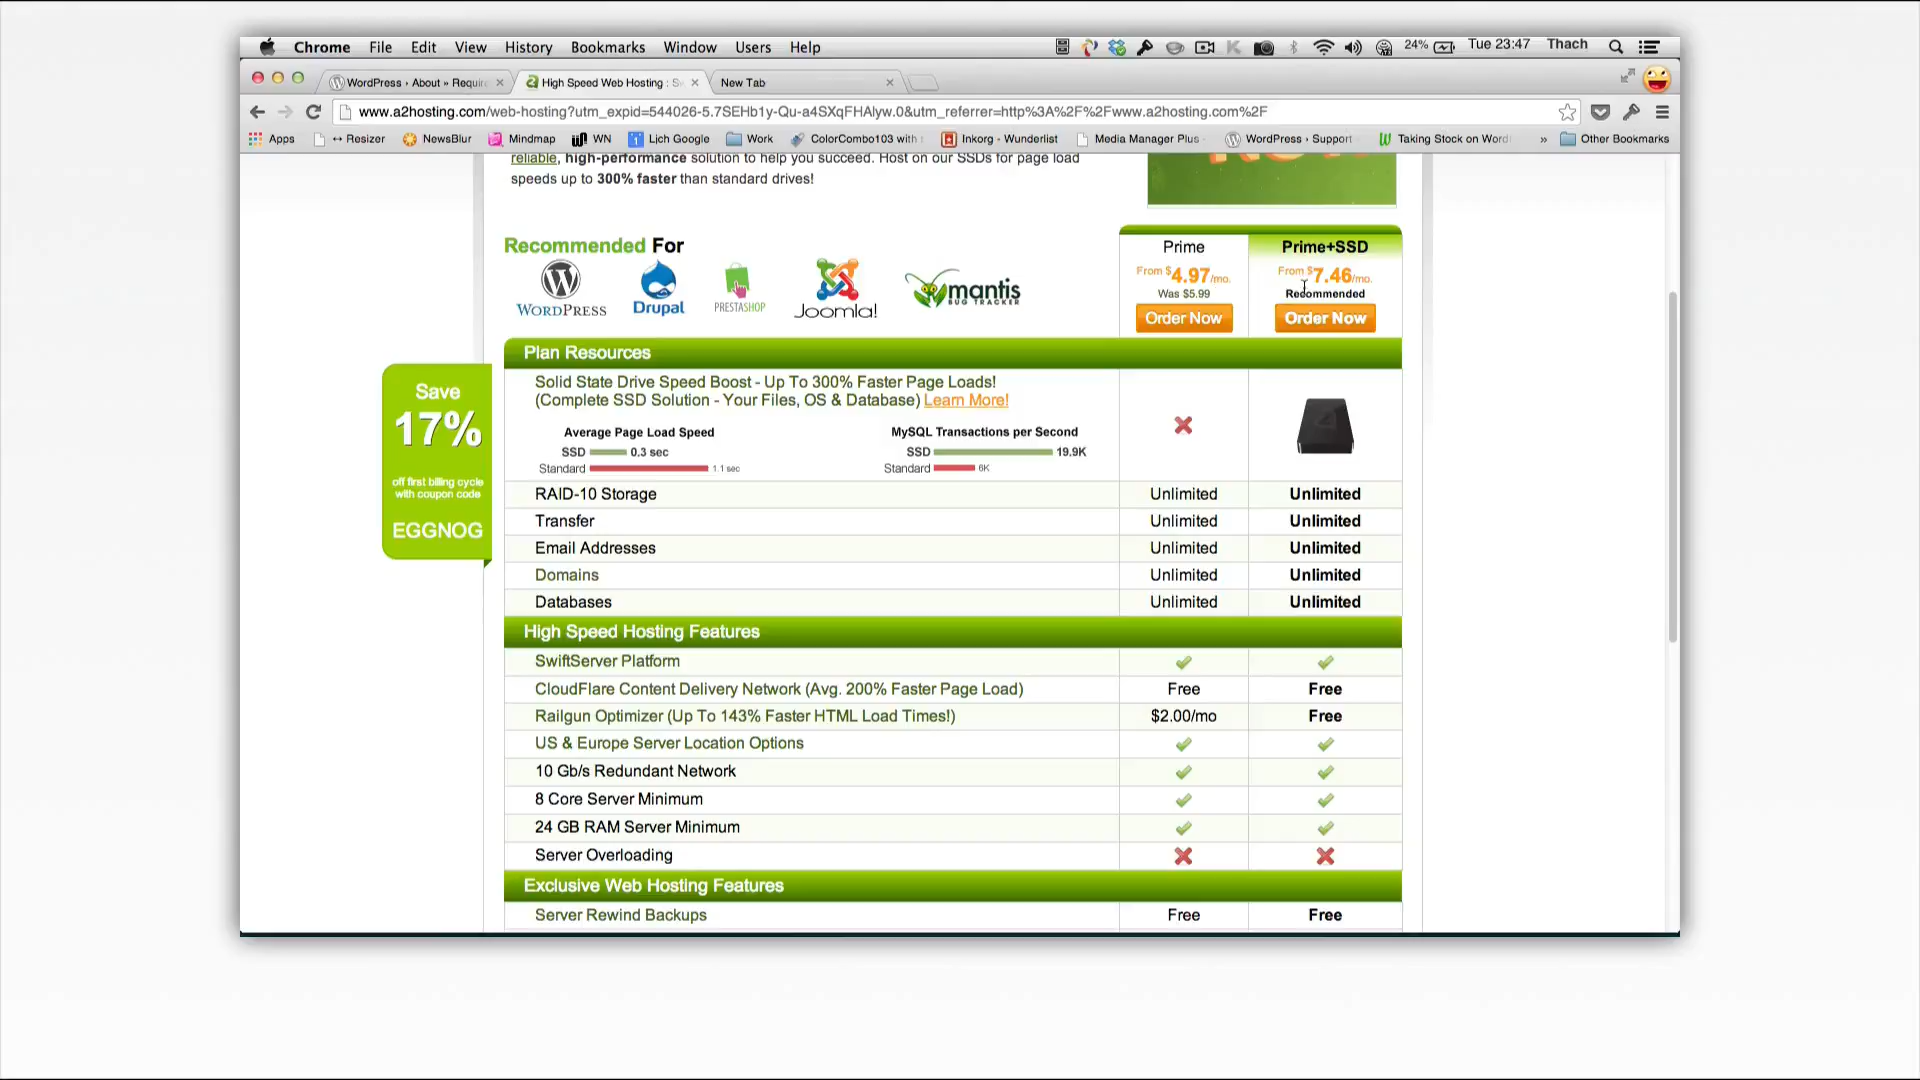 Chrome File Edit View History Bookmarks Window Users Help
24% Tue 23:47 Thach
WordPress › About » Require
High Speed Web Hosting : S
New Tab
www.a2hosting.com/web-hosting?utm_expid=544026-5.7SEHb1y-Qu-a4SXqFHAlyw.0&utm_referrer=http%3A%2F%2Fwww.a2hosting.com%2F
Apps ↔ Resizer NewsBlur Mindmap WN Lịch Google Work ColorCombo103 with Inkorg - Wunderlist Media Manager Plus WordPress › Support Taking Stock on Word » Other Bookmarks
reliable, high-performance solution to help you succeed. Host on our SSDs for page load
speeds up to 300% faster than standard drives!
Recommended For
WORDPRESS
Drupal
PRESTASHOP
Joomla!
mantis
BUG TRACKER
Prime
From $4.97/mo.
Was $5.99
Order Now
Prime+SSD
From $7.46/mo.
Recommended
Order Now
Save
17%
off first billing cycle
with coupon code
EGGNOG
Plan Resources
Solid State Drive Speed Boost - Up To 300% Faster Page Loads!
(Complete SSD Solution - Your Files, OS & Database) Learn More!
Average Page Load Speed
SSD 0.3 sec
Standard 1.1 sec
MySQL Transactions per Second
SSD 19.9K
Standard 6K
RAID-10 Storage Unlimited Unlimited
Transfer Unlimited Unlimited
Email Addresses Unlimited Unlimited
Domains Unlimited Unlimited
Databases Unlimited Unlimited
High Speed Hosting Features
SwiftServer Platform
CloudFlare Content Delivery Network (Avg. 200% Faster Page Load) Free Free
Railgun Optimizer (Up To 143% Faster HTML Load Times!) $2.00/mo Free
US & Europe Server Location Options
10 Gb/s Redundant Network
8 Core Server Minimum
24 GB RAM Server Minimum
Server Overloading
Exclusive Web Hosting Features
Server Rewind Backups Free Free